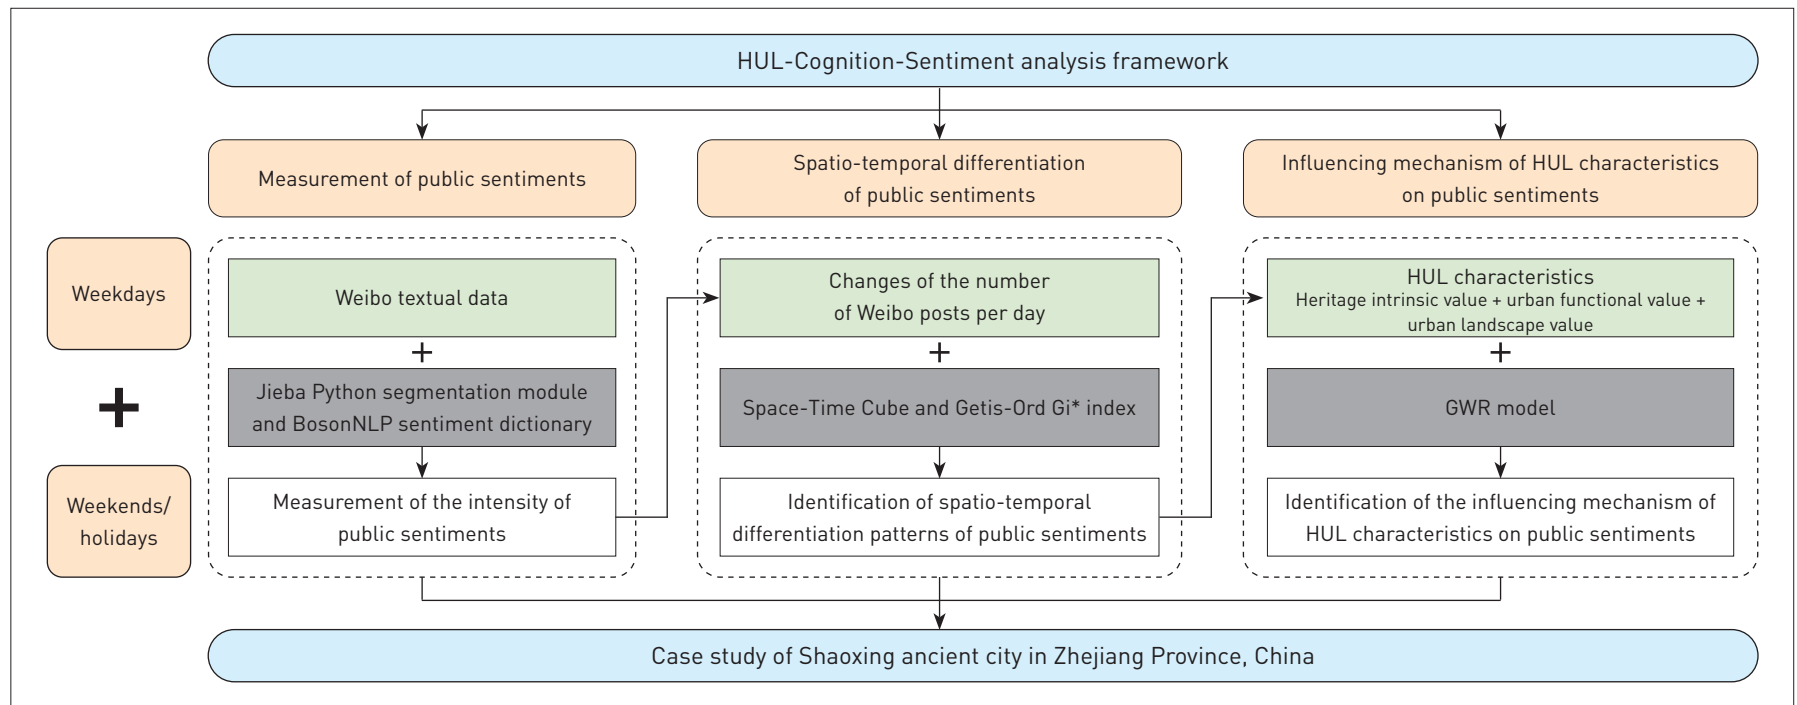 HUL-Cognition-Sentiment analysis framework
Measurement of public sentiments
Spatio-temporal differentiation
of public sentiments
Influencing mechanism of HUL characteristics
on public sentiments
Weekdays
+
Weekends/
holidays
Weibo textual data
+
Jieba Python segmentation module
and BosonNLP sentiment dictionary
Measurement of the intensity of
public sentiments
Changes of the number
of Weibo posts per day
+
Space-Time Cube and Getis-Ord Gi* index
Identification of spatio-temporal
differentiation patterns of public sentiments
HUL characteristics
Heritage intrinsic value + urban functional value +
urban landscape value
+
GWR model
Identification of the influencing mechanism of
HUL characteristics on public sentiments
Case study of Shaoxing ancient city in Zhejiang Province, China